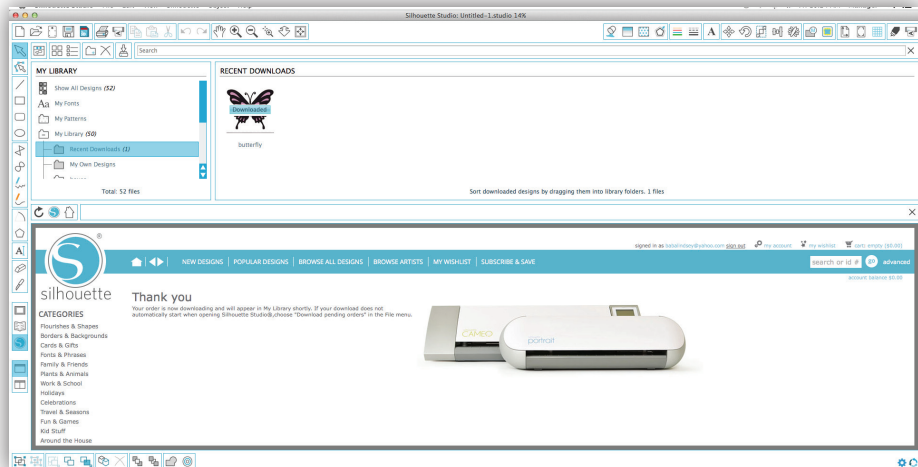 Silhouette Studio: Untitled-1.studio 14%
Search
MY LIBRARY
Show All Designs (52)
Aa My Fonts
My Patterns
My Library (50)
Recent Downloads (1)
My Own Designs
Total: 52 files
RECENT DOWNLOADS
Downloaded
butterfly
Sort downloaded designs by dragging them into library folders. 1 files
signed in as sign out my account my wishlist cart: empty ($0.00)
NEW DESIGNS | POPULAR DESIGNS | BROWSE ALL DESIGNS | BROWSE ARTISTS | MY WISHLIST | SUBSCRIBE & SAVE
search or id # go advanced
account balance $0.00
S ®
silhouette
CATEGORIES
Flourishes & Shapes
Borders & Backgrounds
Cards & Gifts
Fonts & Phrases
Family & Friends
Plants & Animals
Work & School
Holidays
Celebrations
Travel & Seasons
Fun & Games
Kid Stuff
Around the House
Thank you
Your order is now downloading and will appear in My Library shortly. If your download does not
automatically start when opening Silhouette Studio®,choose "Download pending orders" in the File menu.
CAMEO
portrait